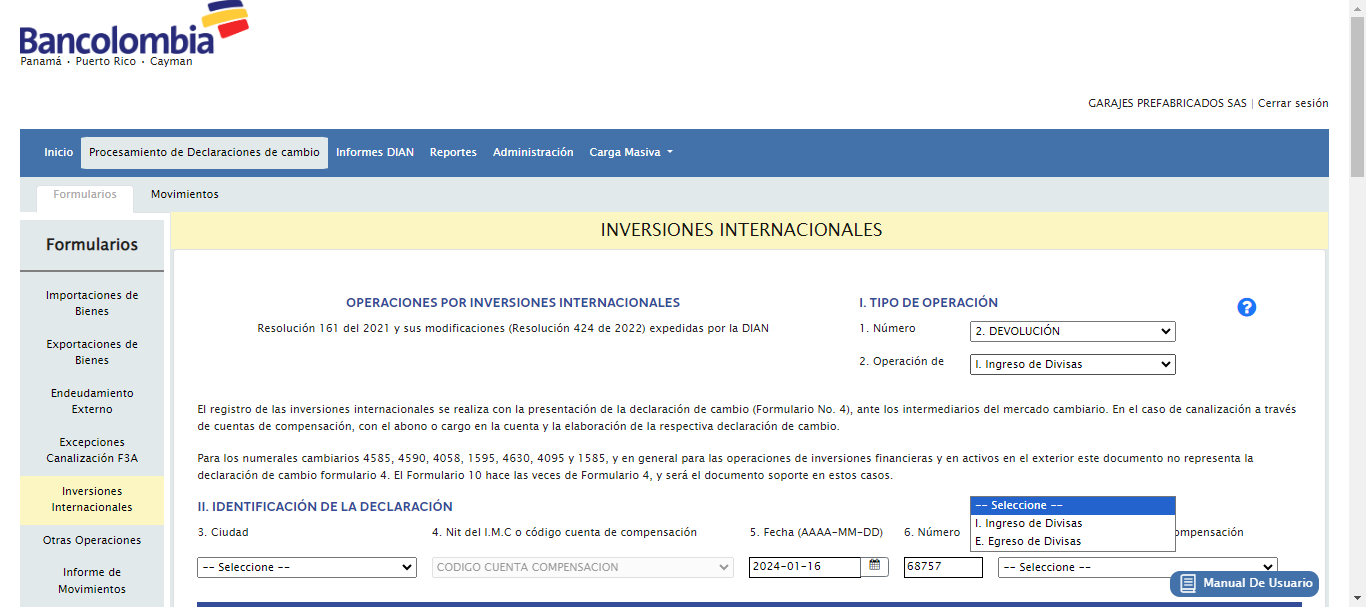 Bancolombia
Panamá · Puerto Rico · Cayman
GARAJES PREFABRICADOS SAS | Cerrar sesión
Inicio Procesamiento de Declaraciones de cambio Informes DIAN Reportes Administración Carga Masiva
Formularios Movimientos
Formularios
Importaciones de
Bienes
Exportaciones de
Bienes
Endeudamiento
Externo
Excepciones
Canalización F3A
Inversiones
Internacionales
Otras Operaciones
Informe de
Movimientos
INVERSIONES INTERNACIONALES
OPERACIONES POR INVERSIONES INTERNACIONALES
Resolución 161 del 2021 y sus modificaciones (Resolución 424 de 2022) expedidas por la DIAN
I. TIPO DE OPERACIÓN
?
1. Número 2. DEVOLUCIÓN
2. Operación de I. Ingreso de Divisas
El registro de las inversiones internacionales se realiza con la presentación de la declaración de cambio (Formulario No. 4), ante los intermediarios del mercado cambiario. En el caso de canalización a través
de cuentas de compensación, con el abono o cargo en la cuenta y la elaboración de la respectiva declaración de cambio.
Para los numerales cambiarios 4585, 4590, 4058, 1595, 4630, 4095 y 1585, y en general para las operaciones de inversiones financieras y en activos en el exterior este documento no representa la
declaración de cambio formulario 4. El Formulario 10 hace las veces de Formulario 4, y será el documento soporte en estos casos.
II. IDENTIFICACIÓN DE LA DECLARACIÓN
3. Ciudad 4. Nit del I.M.C o código cuenta de compensación 5. Fecha (AAAA-MM-DD) 6. Número
-- Seleccione --
I. Ingreso de Divisas
E. Egreso de Divisas
-- Seleccione -- CODIGO CUENTA COMPENSACION 2024-01-16 68757 -- Seleccione --
Manual De Usuario